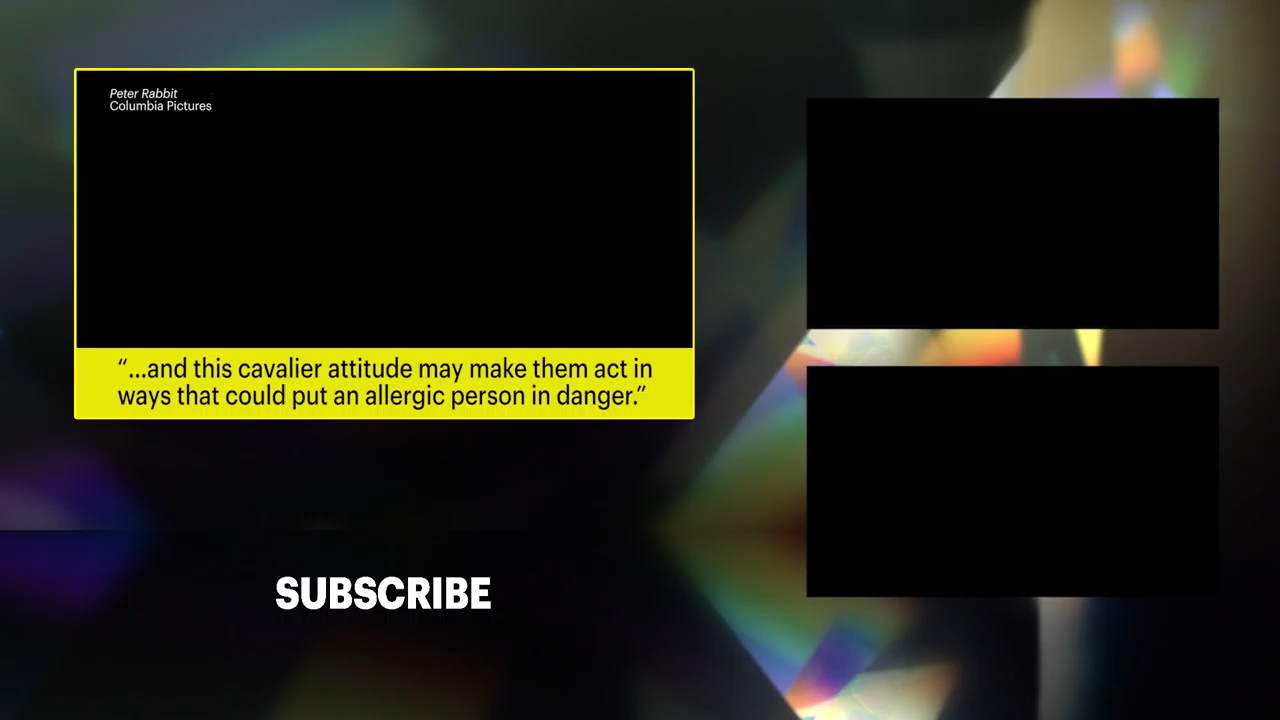 Peter Rabbit
Columbia Pictures
“...and this cavalier attitude may make them act in
ways that could put an allergic person in danger.”
SUBSCRIBE